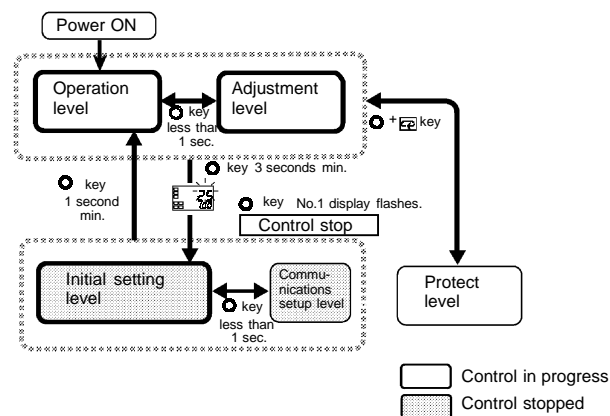 Power ON
Operation
level
Adjustment
level
key
less than
1 sec.
+ key
key 3 seconds min.
key
1 second
min.
key No.1 display flashes.
Control stop
Initial setting
level
Commu-
nications
setup level
key
less than
1 sec.
Protect
level
Control in progress
Control stopped